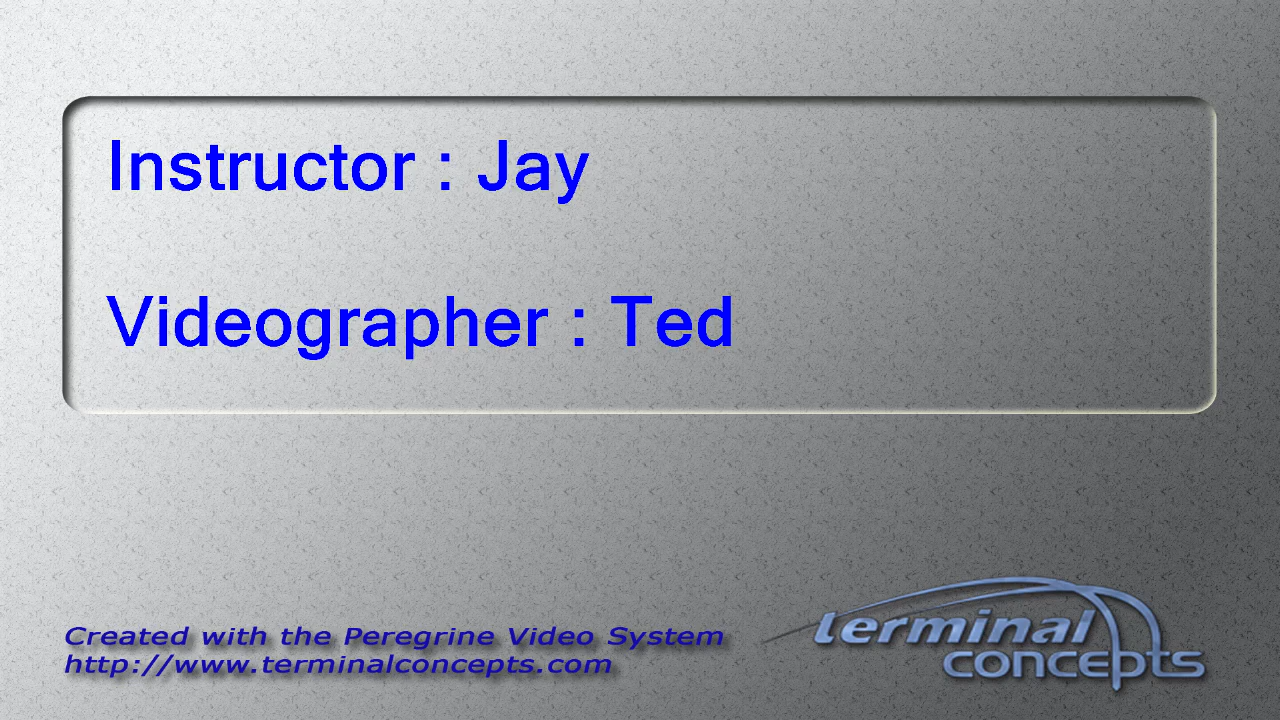 Instructor : Jay
Videographer : Ted
Created with the Peregrine Video System
http://www.terminalconcepts.com
terminal
concepts